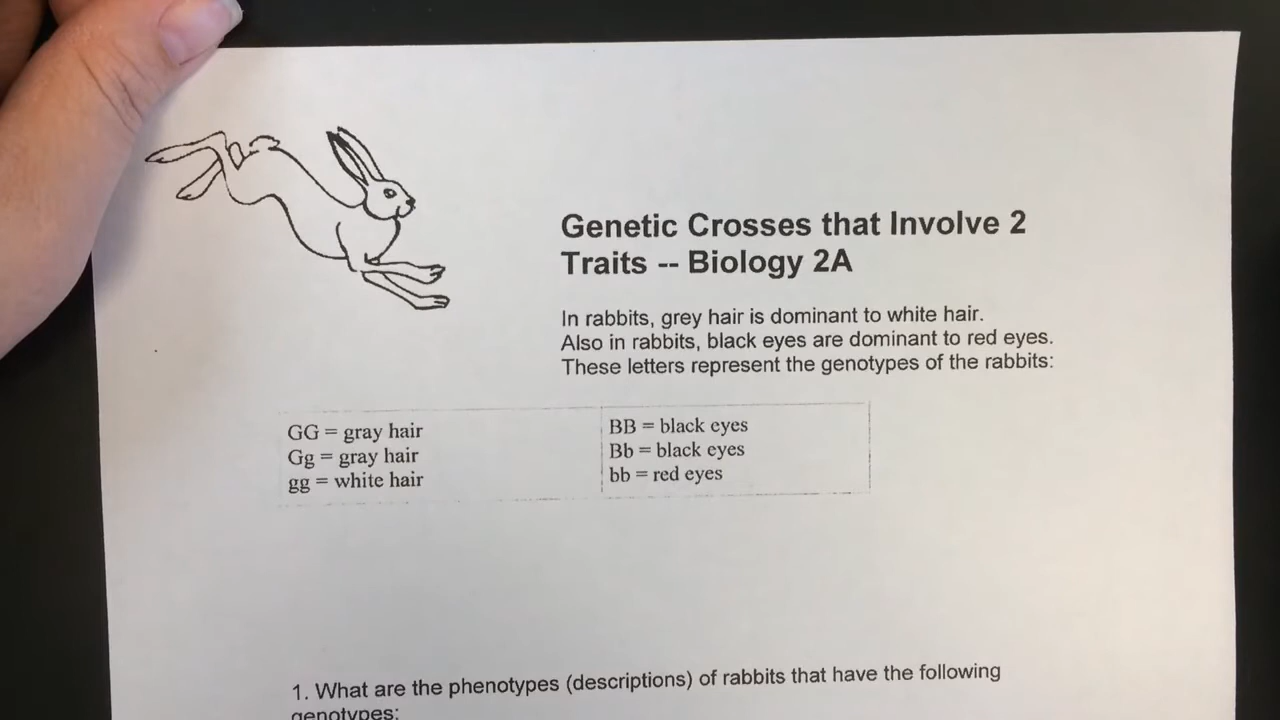 Genetic Crosses that Involve 2
Traits -- Biology 2A
In rabbits, grey hair is dominant to white hair.
Also in rabbits, black eyes are dominant to red eyes.
These letters represent the genotypes of the rabbits:
GG = gray hair
Gg = gray hair
gg = white hair
BB = black eyes
Bb = black eyes
bb = red eyes
1. What are the phenotypes (descriptions) of rabbits that have the following
genotypes: